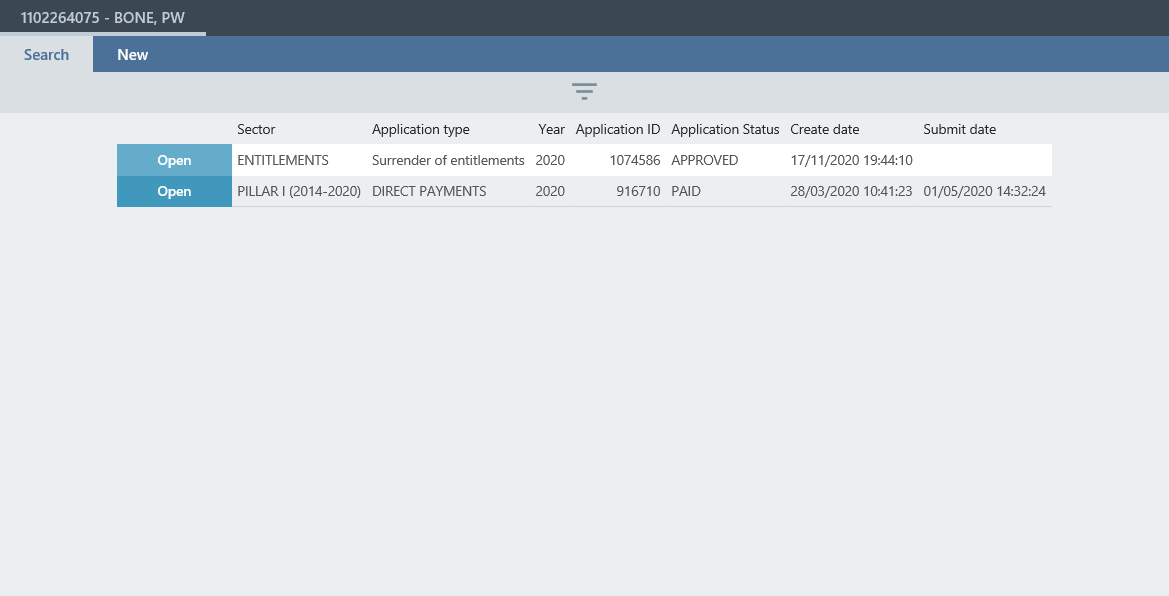 1102264075 - BONE, PW
Search New
Sector Application type Year Application ID Application Status Create date Submit date
Open ENTITLEMENTS Surrender of entitlements 2020 1074586 APPROVED 17/11/2020 19:44:10
Open PILLAR I (2014-2020) DIRECT PAYMENTS 2020 916710 PAID 28/03/2020 10:41:23 01/05/2020 14:32:24